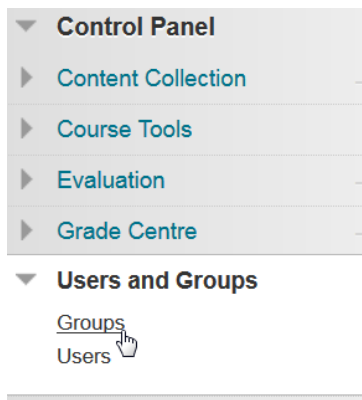 Control Panel
Content Collection
Course Tools
Evaluation
Grade Centre
Users and Groups
Groups
Users